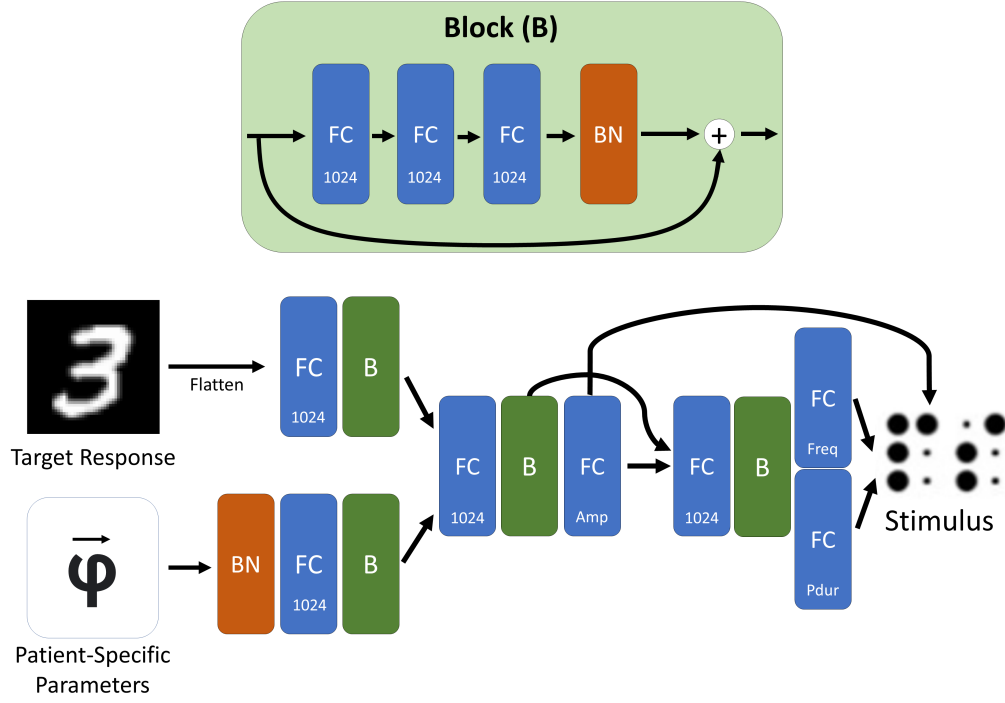 Block (B)
FC
1024
FC
1024
FC
1024
BN
+
3
Target Response
Flatten
FC
1024
B
φ
Patient-Specific
Parameters
BN
FC
1024
B
FC
1024
B
FC
Amp
FC
1024
B
FC
Freq
FC
Pdur
Stimulus